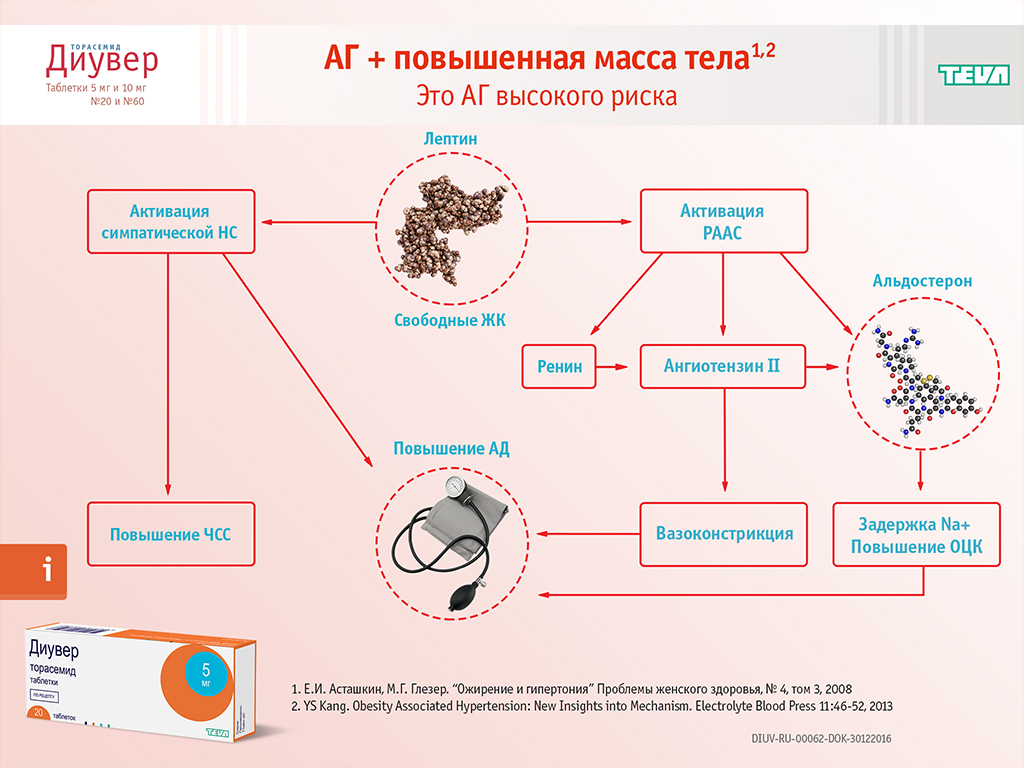 ТОРАСЕМИД
Диувер
Таблетки 5 мг и 10 мг
№20 и №60
АГ + повышенная масса тела1,2
Это АГ высокого риска
TEVA
Лептин
Активация
симпатической НС
Активация
РААС
Свободные ЖК
Альдостерон
Ренин
Ангиотензин II
Повышение АД
Повышение ЧСС
Вазоконстрикция
Задержка Na+
Повышение ОЦК
i
Диувер
торасемид
таблетки
ПО РЕЦЕПТУ
20 таблеток
5
мг
TEVA
1. Е.И. Асташкин, М.Г. Глезер. “Ожирение и гипертония” Проблемы женского здоровья, № 4, том 3, 2008
2. YS Kang. Obesity Associated Hypertension: New Insights into Mechanism. Electrolyte Blood Press 11:46-52, 2013
DIUV-RU-00062-DOK-30122016